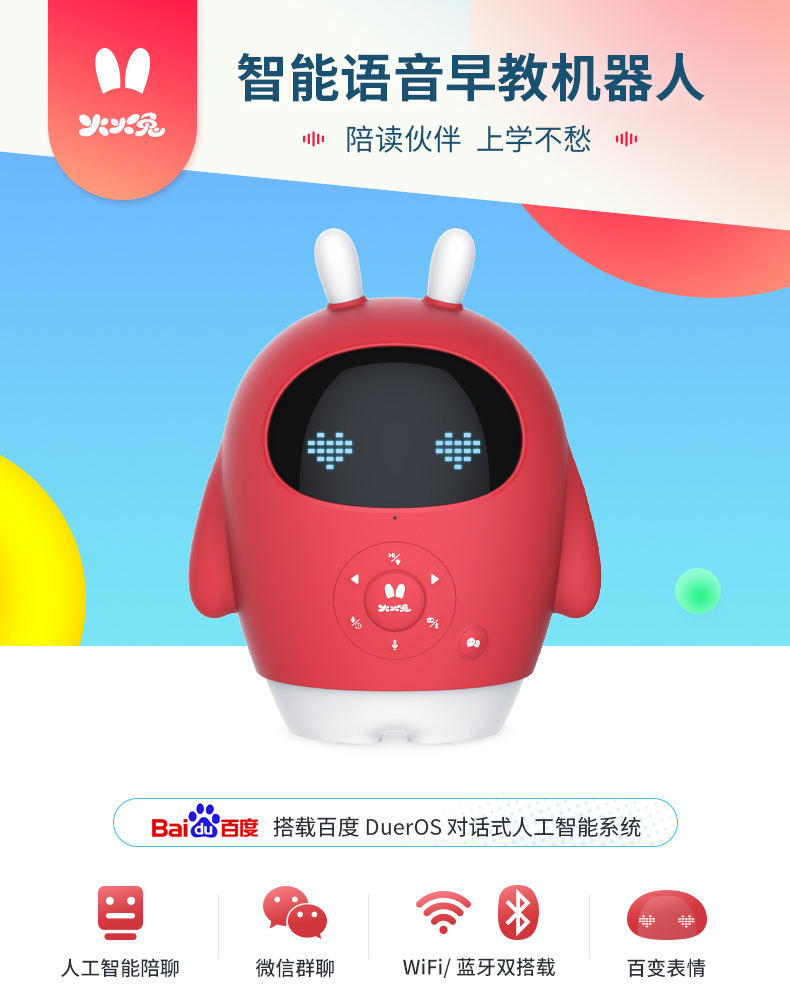 火火兔
智能语音早教机器人
陪读伙伴 上学不愁
火火兔
Baidu百度 搭载百度 DuerOS 对话式人工智能系统
人工智能陪聊
微信群聊
WiFi/ 蓝牙双搭载
百变表情